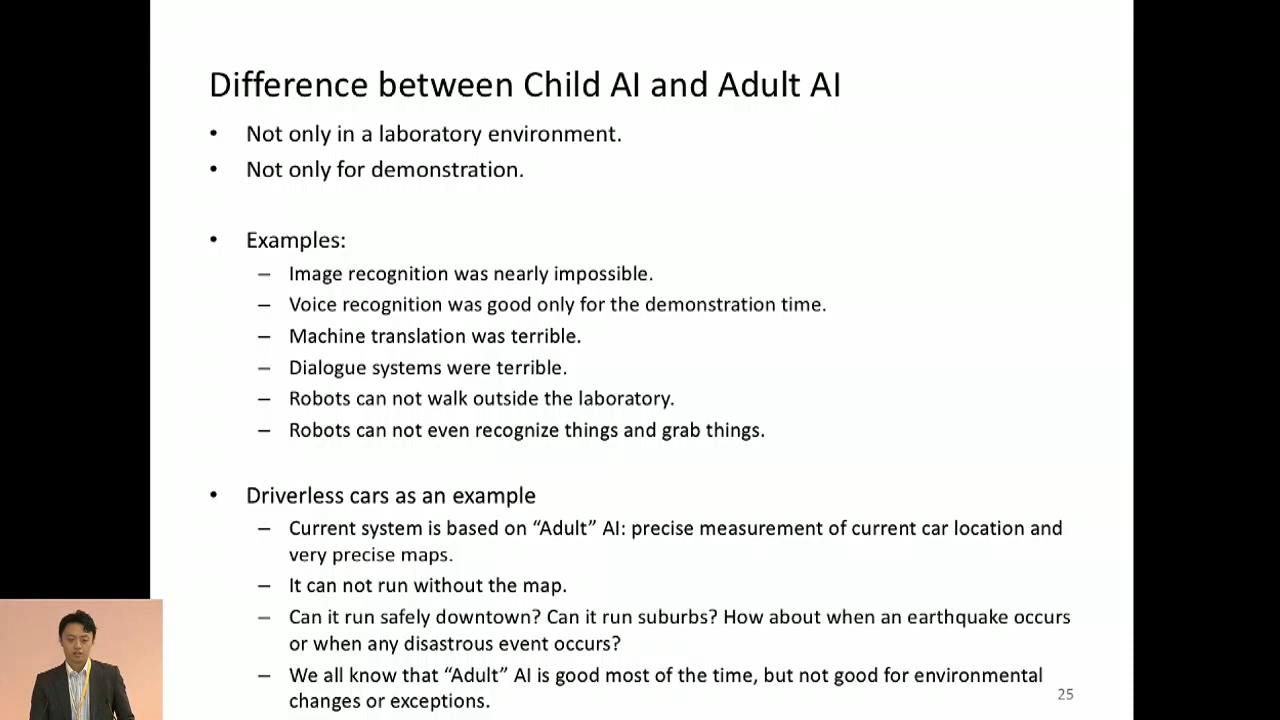 Difference between Child AI and Adult AI
• Not only in a laboratory environment.
• Not only for demonstration.
• Examples:
– Image recognition was nearly impossible.
– Voice recognition was good only for the demonstration time.
– Machine translation was terrible.
– Dialogue systems were terrible.
– Robots can not walk outside the laboratory.
– Robots can not even recognize things and grab things.
• Driverless cars as an example
– Current system is based on “Adult” AI: precise measurement of current car location and
very precise maps.
– It can not run without the map.
– Can it run safely downtown? Can it run suburbs? How about when an earthquake occurs
or when any disastrous event occurs?
– We all know that “Adult” AI is good most of the time, but not good for environmental
changes or exceptions.
25